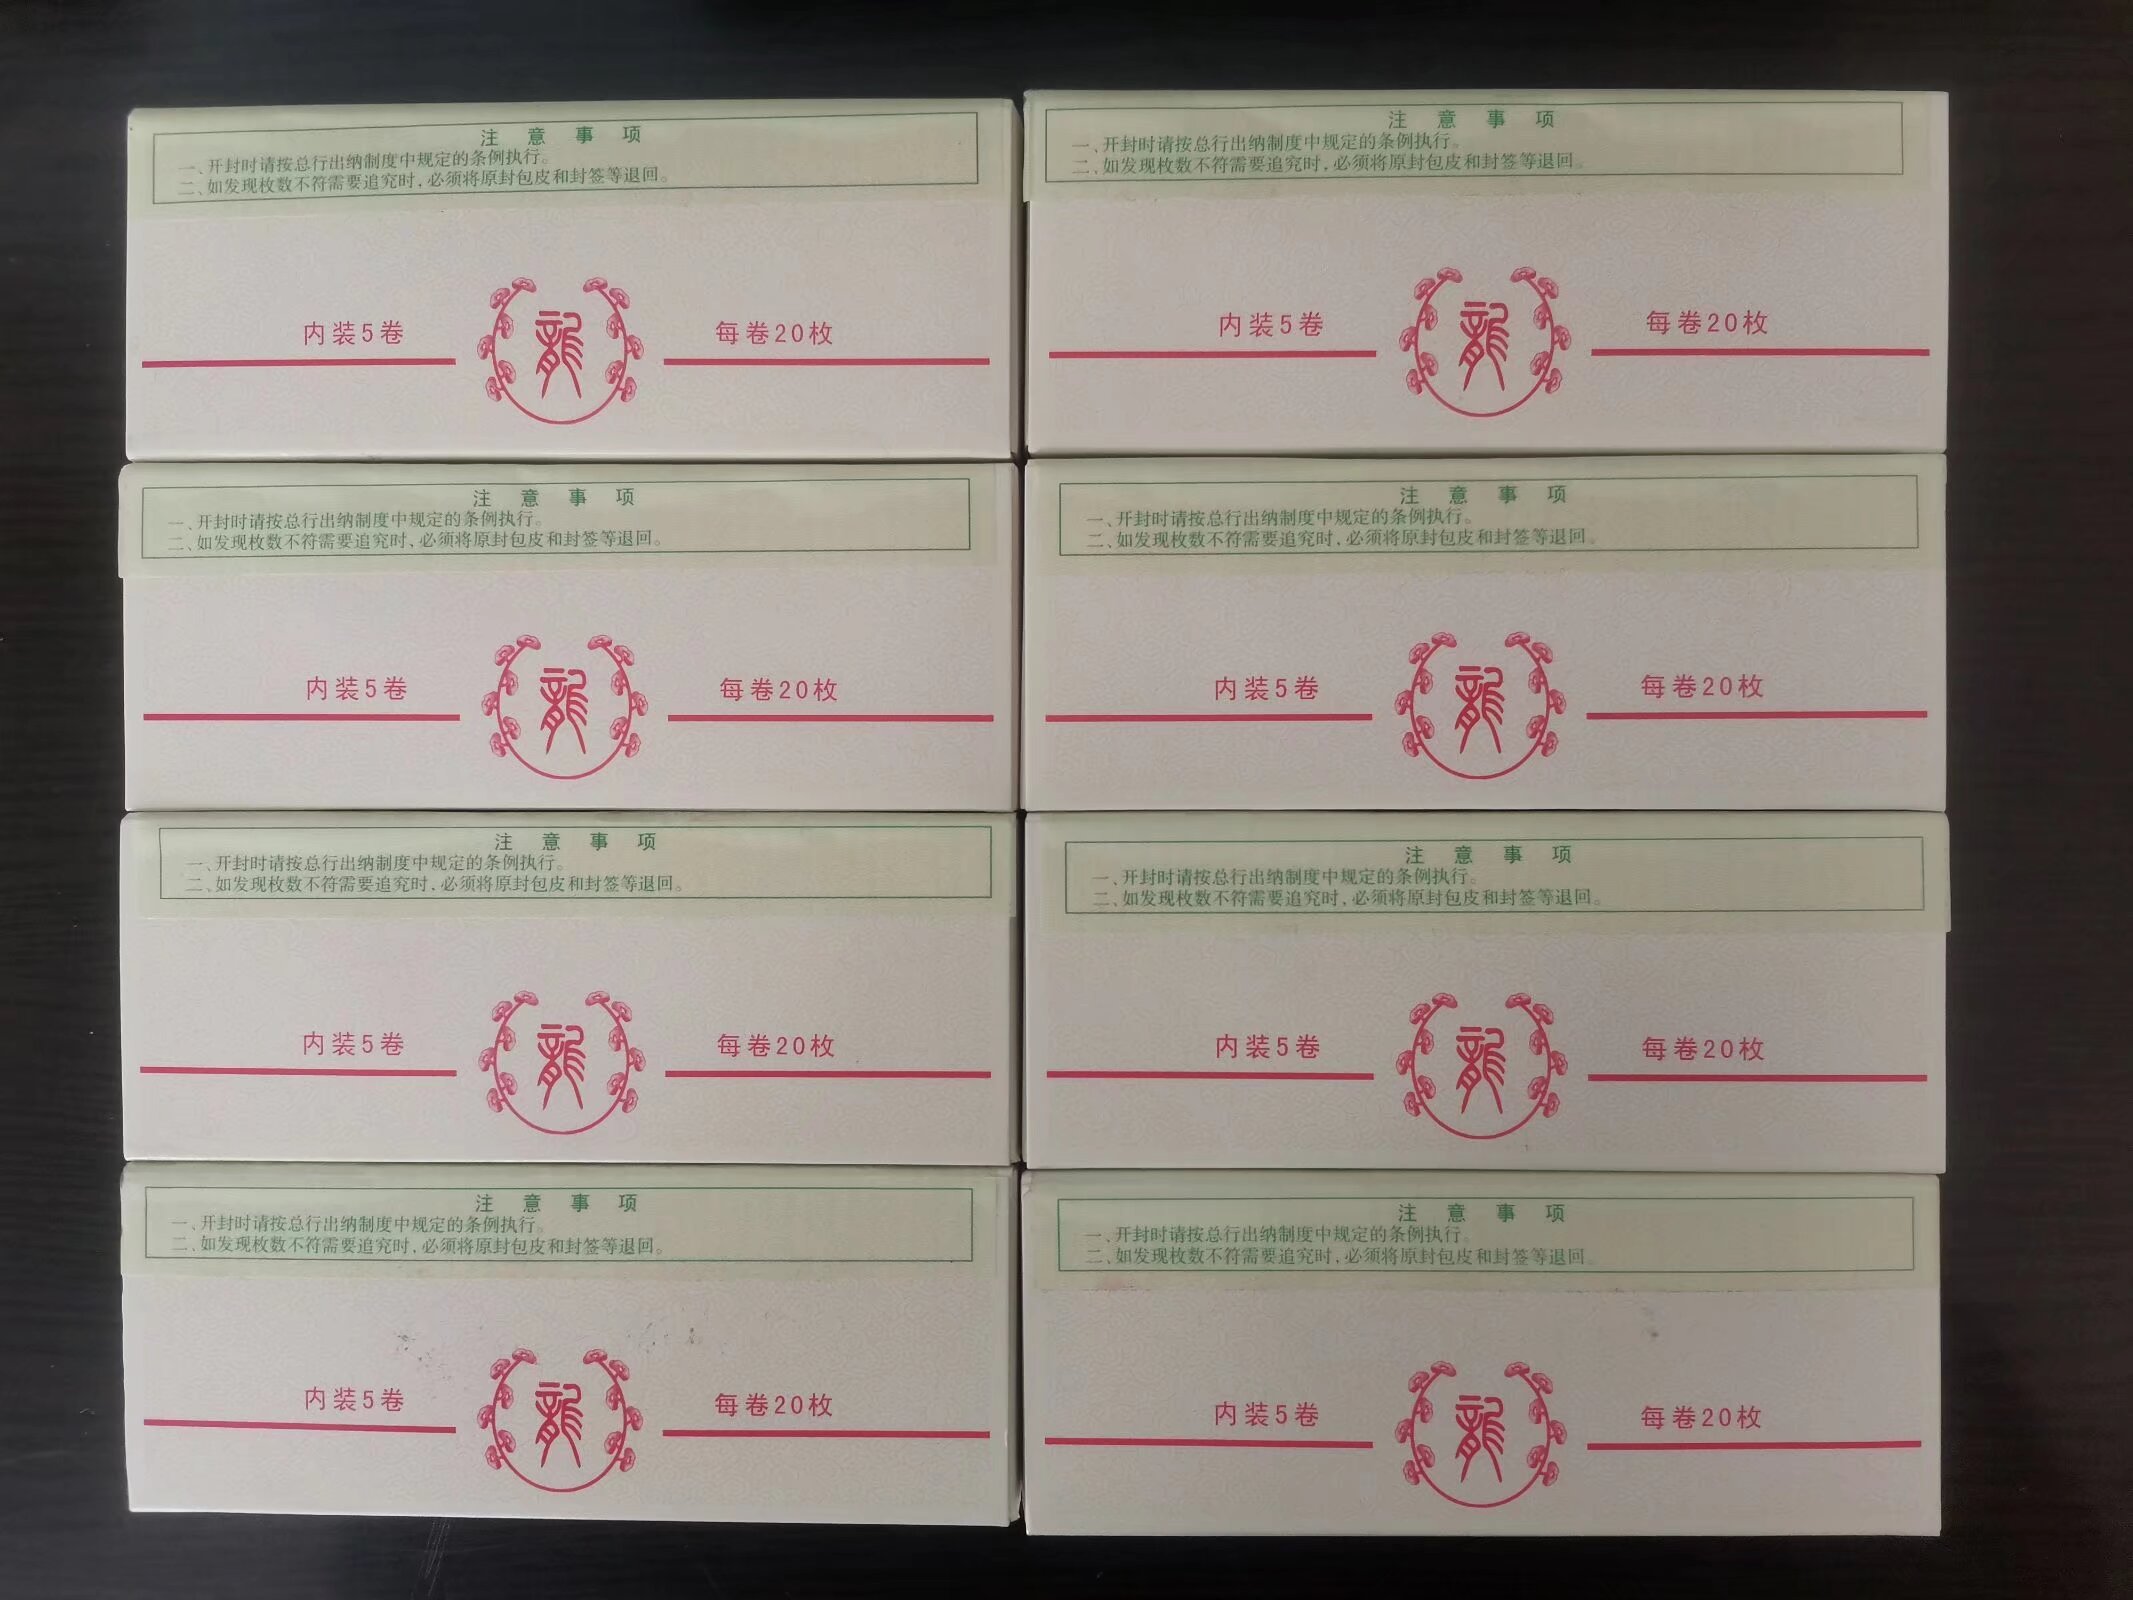 注意事项
一、开封时请按总行出纳制度中规定的条例执行。
二、如发现枚数不符需要追究时,必须将原封包皮和封签等退回。
内装5卷
龍
每卷20枚
注意事项
一、开封时请按总行出纳制度中规定的条例执行。
二、如发现枚数不符需要追究时,必须将原封包皮和封签等退回。
内装5卷
龍
每卷20枚
注意事项
一、开封时请按总行出纳制度中规定的条例执行。
二、如发现枚数不符需要追究时、必须将原封包皮和封签等退回。
内装5卷
龍
每卷20枚
注意事项
一、开封时请按总行出纳制度中规定的条例执行。
二、如发现枚数不符需要追究时,必须将原封包皮和封签等退回。
内装5卷
龍
每卷20枚
注意事项
一、开封时请按总行出纳制度中规定的条例执行。
二、如发现枚数不符需要追究时,必须将原封包皮和封签等退回。
内装5卷
龍
每卷20枚
注意事项
一、开封时请按总行出纳制度中规定的条例执行。
二、如发现枚数不符需要追究时,必须将原封包皮和封签等退回。
内装5卷
龍
每卷20枚
注意事项
一、开封时请按总行出纳制度中规定的条例执行。
二、如发现枚数不符需要追究时,必须将原封包皮和封签等退回。
内装5卷
龍
每卷20枚
注意事项
一、开封时请按总行出纳制度中规定的条例执行。
二、如发现枚数不符需要追究时,必须将原封包皮和封签等退回。
内装5卷
龍
每卷20枚